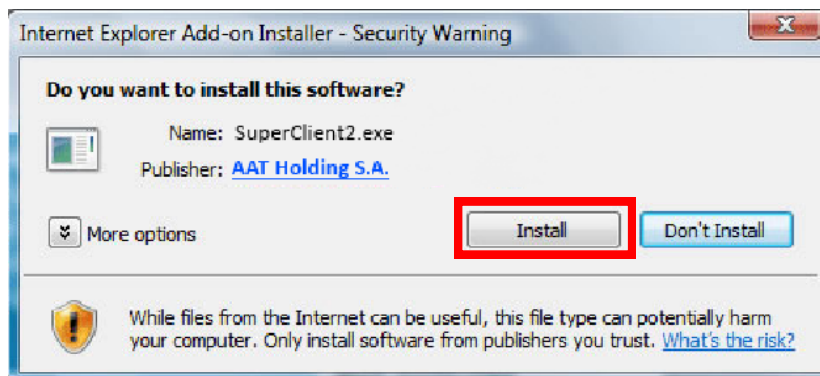 Internet Explorer Add-on Installer - Security Warning
Do you want to install this software?
Name: SuperClient2.exe
Publisher: AAT Holding S.A.
More options
Install
Don't Install
While files from the Internet can be useful, this file type can potentially harm
your computer. Only install software from publishers you trust. What's the risk?